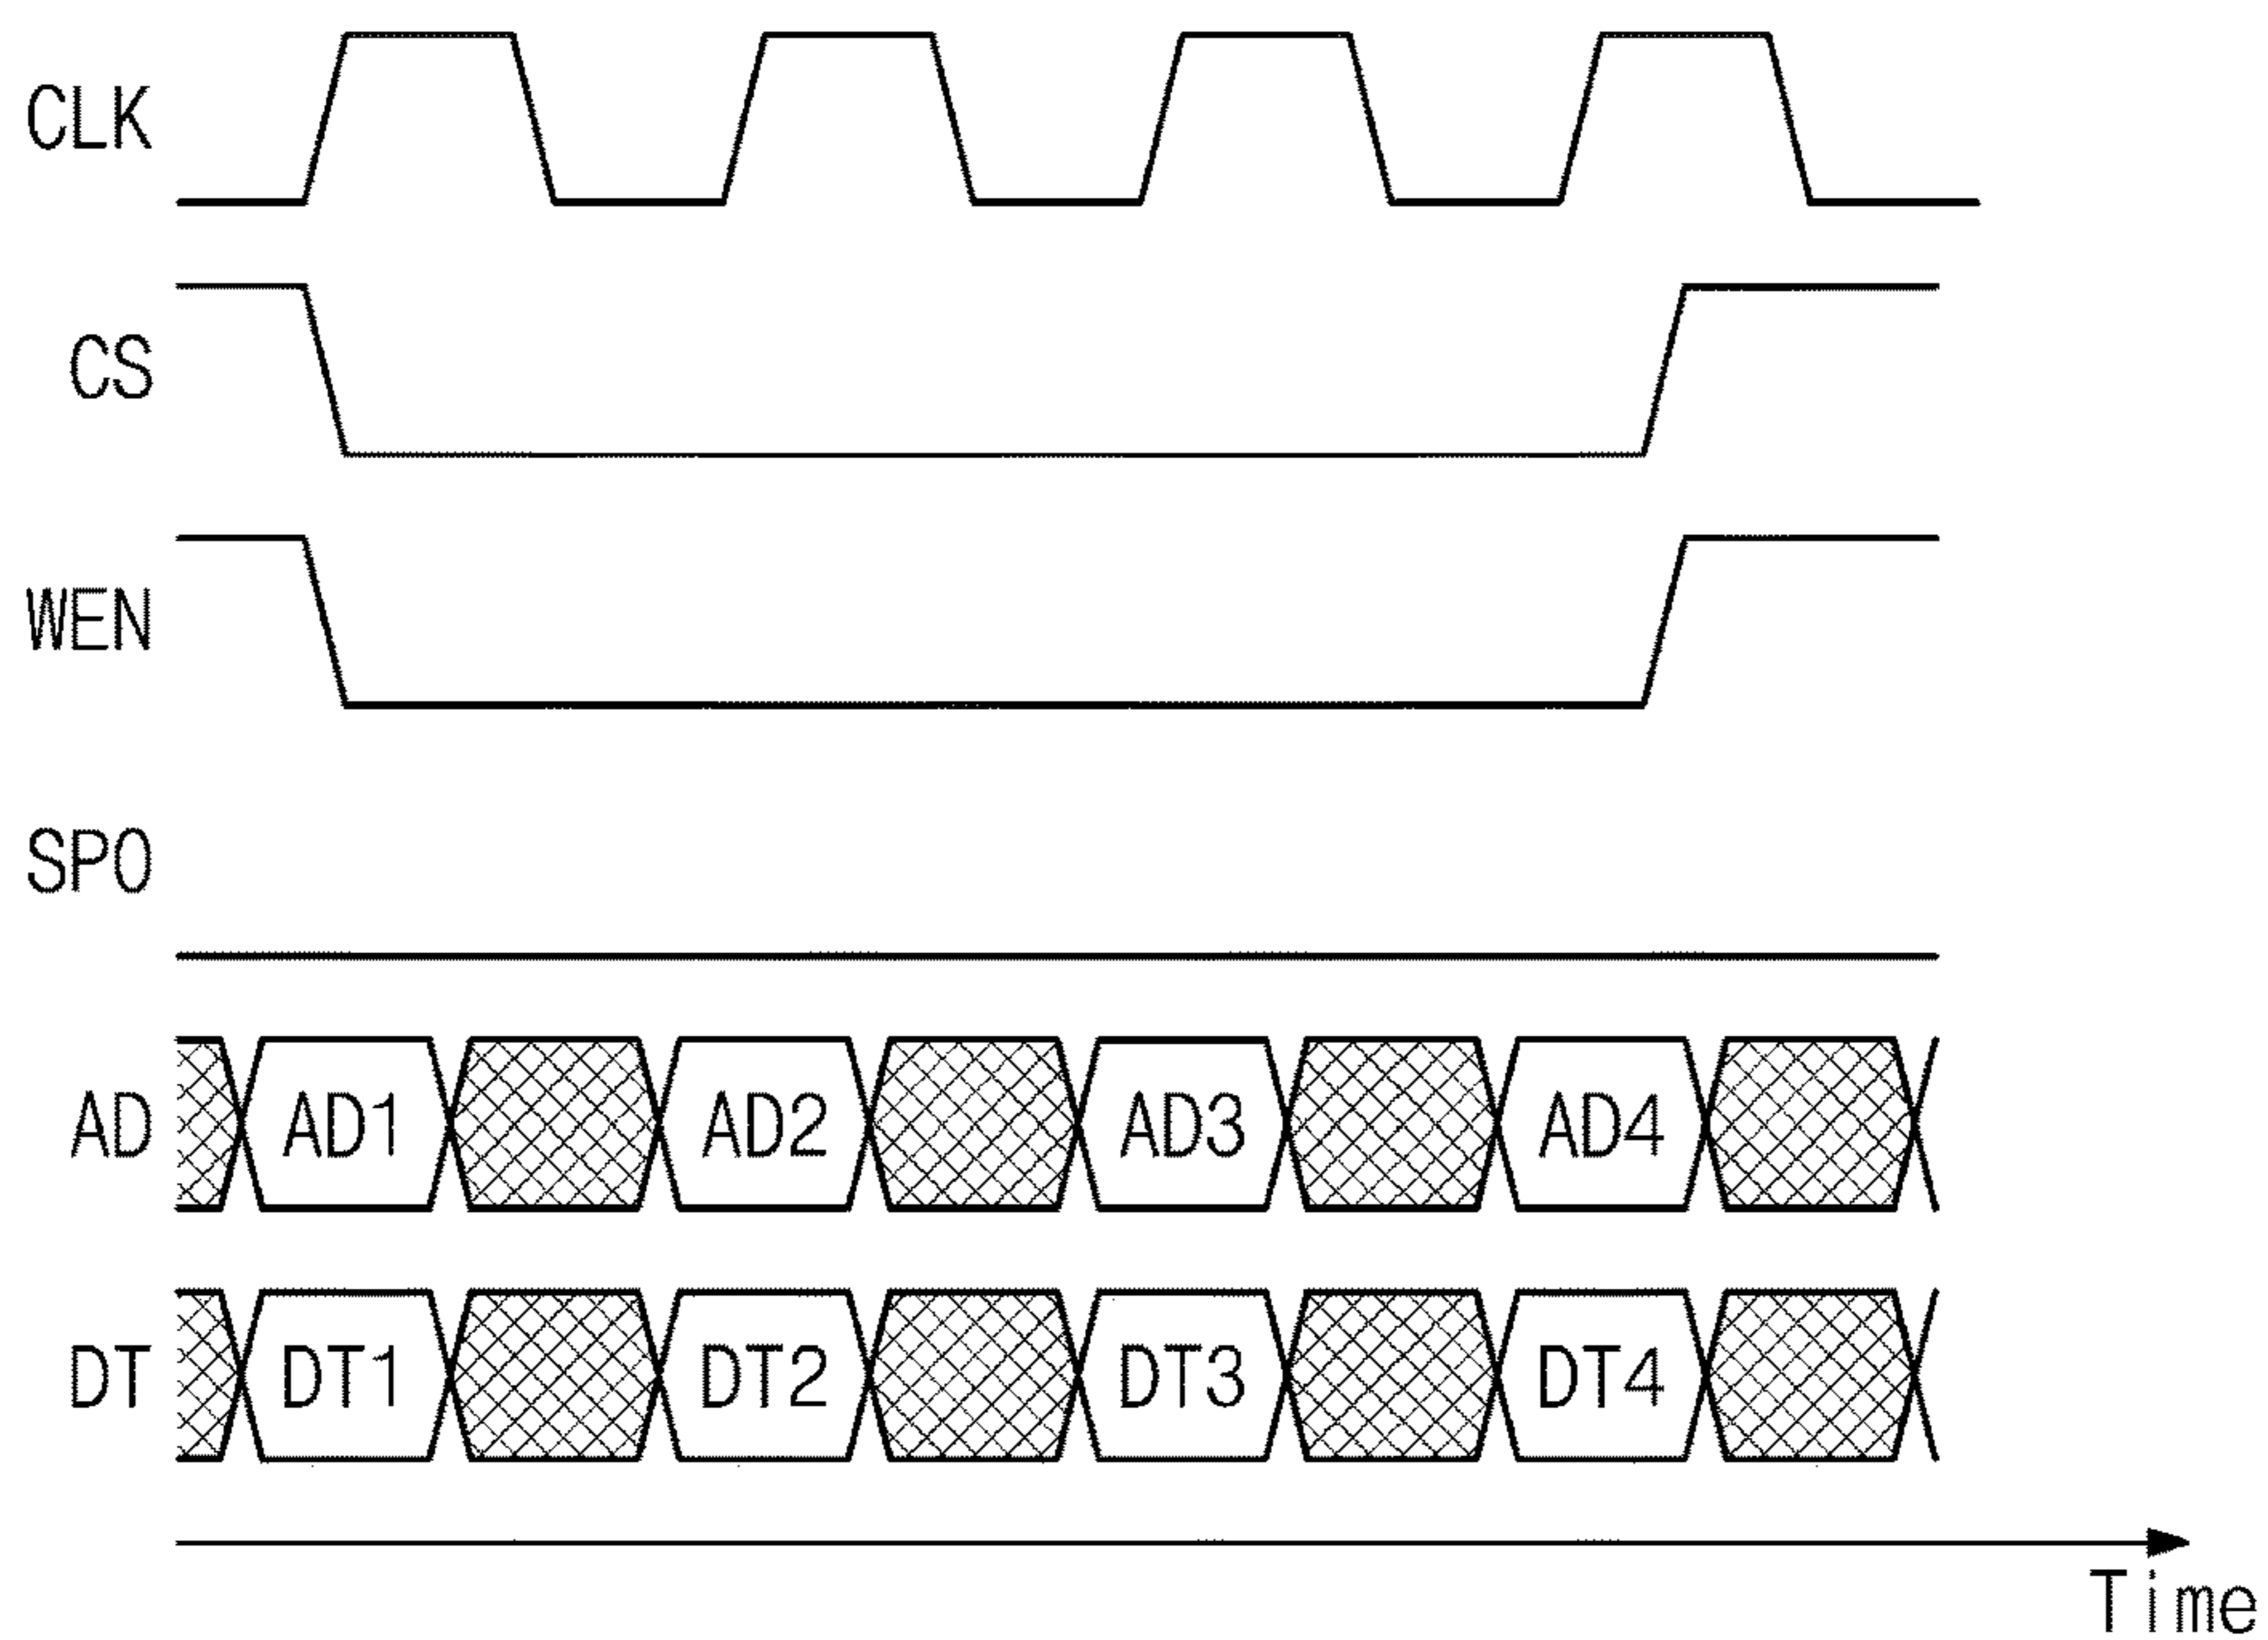 CLK
CS
WEN
SPO
AD AD1 AD2 AD3 AD4
DT DT1 DT2 DT3 DT4
Time